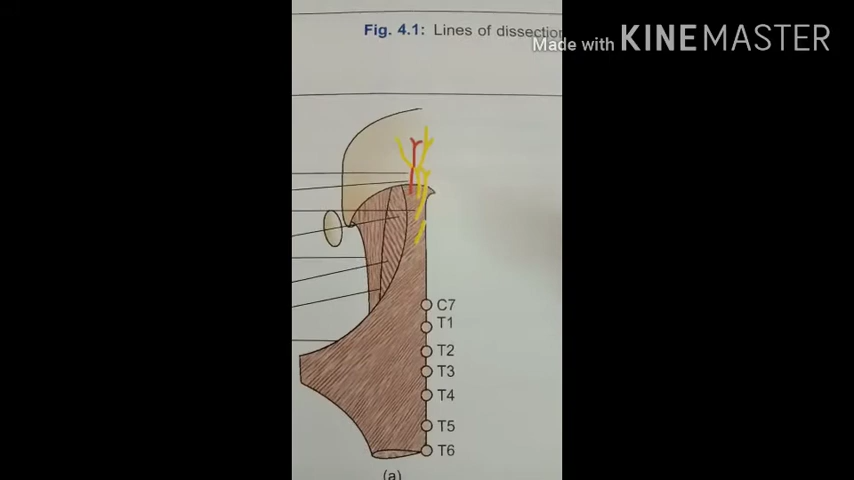 Fig. 4.1: Lines of dissection
Made with KINEMASTER
C7
T1
T2
T3
T4
T5
T6
(a)